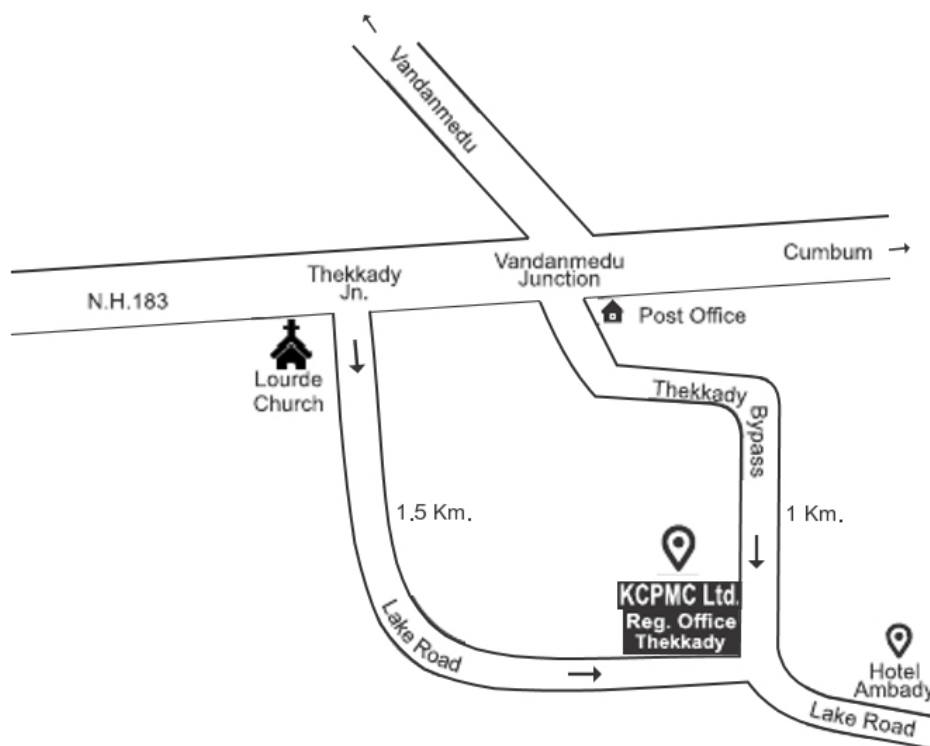 Vandanmedu
Cumbum
Vandanmedu
Junction
Thekkady
Jn.
N.H.183
Post Office
Lourde
Church
Thekkady
Bypass
1.5 Km.
1 Km.
KCPMC Ltd.
Reg. Office
Thekkady
Lake Road
Hotel
Ambady
Lake Road